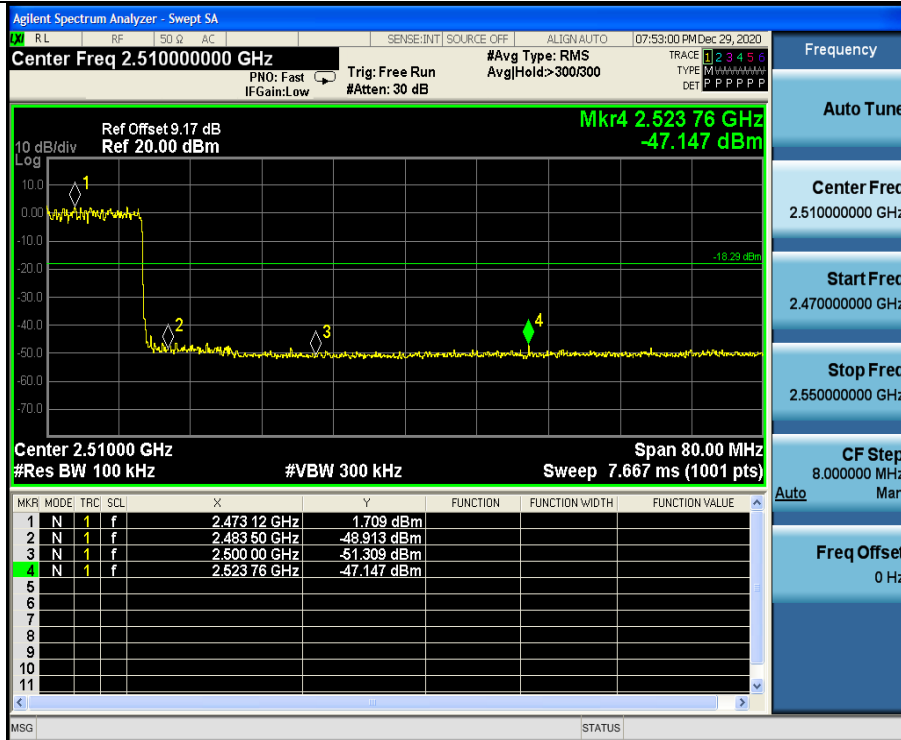 Agilent Spectrum Analyzer - Swept SA
LXI RL RF 50 Ω AC SENSE:INT SOURCE OFF ALIGN AUTO 07:53:00 PM Dec 29, 2020
Center Freq 2.510000000 GHz
PNO: Fast
IFGain:Low
Trig: Free Run
#Atten: 30 dB
#Avg Type: RMS
Avg|Hold:>300/300
TRACE 1 2 3 4 5 6
TYPE M
DET P P P P P P
Ref Offset 9.17 dB
10 dB/div Ref 20.00 dBm
Log
Mkr4 2.523 76 GHz
-47.147 dBm
10.0
0.00
-10.0
-20.0
-30.0
-40.0
-50.0
-60.0
-70.0
1
2
3
4
-18.29 dBm
Center 2.51000 GHz Span 80.00 MHz
#Res BW 100 kHz #VBW 300 kHz Sweep 7.667 ms (1001 pts)
MKR MODE TRC SCL X Y FUNCTION FUNCTION WIDTH FUNCTION VALUE
1 N 1 f 2.473 12 GHz 1.709 dBm
2 N 1 f 2.483 50 GHz -48.913 dBm
3 N 1 f 2.500 00 GHz -51.309 dBm
4 N 1 f 2.523 76 GHz -47.147 dBm
5
6
7
8
9
10
11
MSG STATUS
Frequency
Auto Tune
Center Freq
2.510000000 GHz
Start Freq
2.470000000 GHz
Stop Freq
2.550000000 GHz
CF Step
8.000000 MHz
Auto Man
Freq Offset
0 Hz